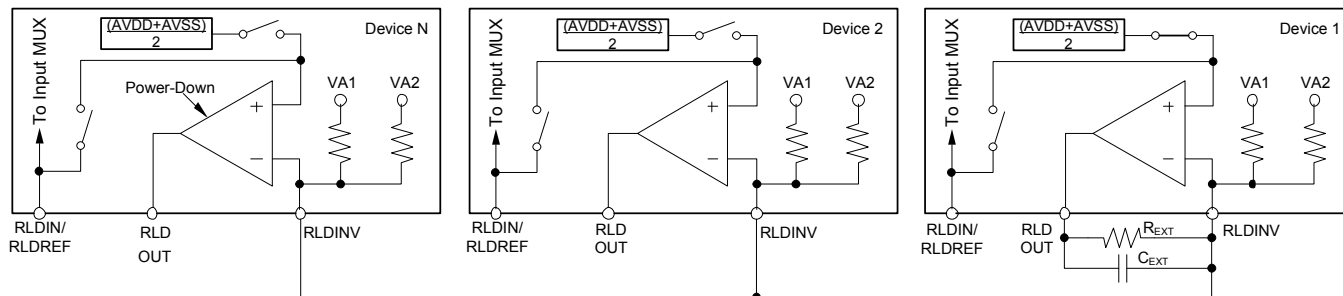 (AVDD+AVSS)
2
Device N
To Input MUX
Power-Down
VA1
VA2
+
−
RLDIN/
RLDREF
RLD
OUT
RLDINV
(AVDD+AVSS)
2
Device 2
To Input MUX
VA1
VA2
+
−
RLDIN/
RLDREF
RLD
OUT
RLDINV
(AVDD+AVSS)
2
Device 1
To Input MUX
VA1
VA2
+
−
RLDIN/
RLDREF
RLD
OUT
RLDINV
REXT
CEXT